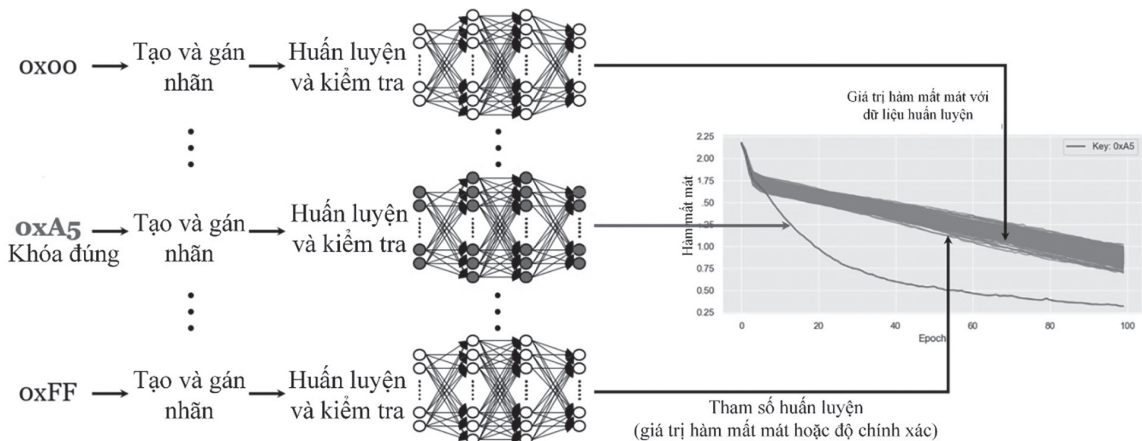 0x00
Tạo và gán
nhãn
Huấn luyện
và kiểm tra
Giá trị hàm mất mát với
dữ liệu huấn luyện
0xA5
Khóa đúng
Tạo và gán
nhãn
Huấn luyện
và kiểm tra
Hàm mất mát
2.25
2.00
1.75
.50
1.25
1.00
0.75
0.50
0.25
Key: 0xA5
0
20
40
60
80
100
Epoch
0xFF
Tạo và gán
nhãn
Huấn luyện
và kiểm tra
Tham số huấn luyện
(giá trị hàm mất mát hoặc độ chính xác)